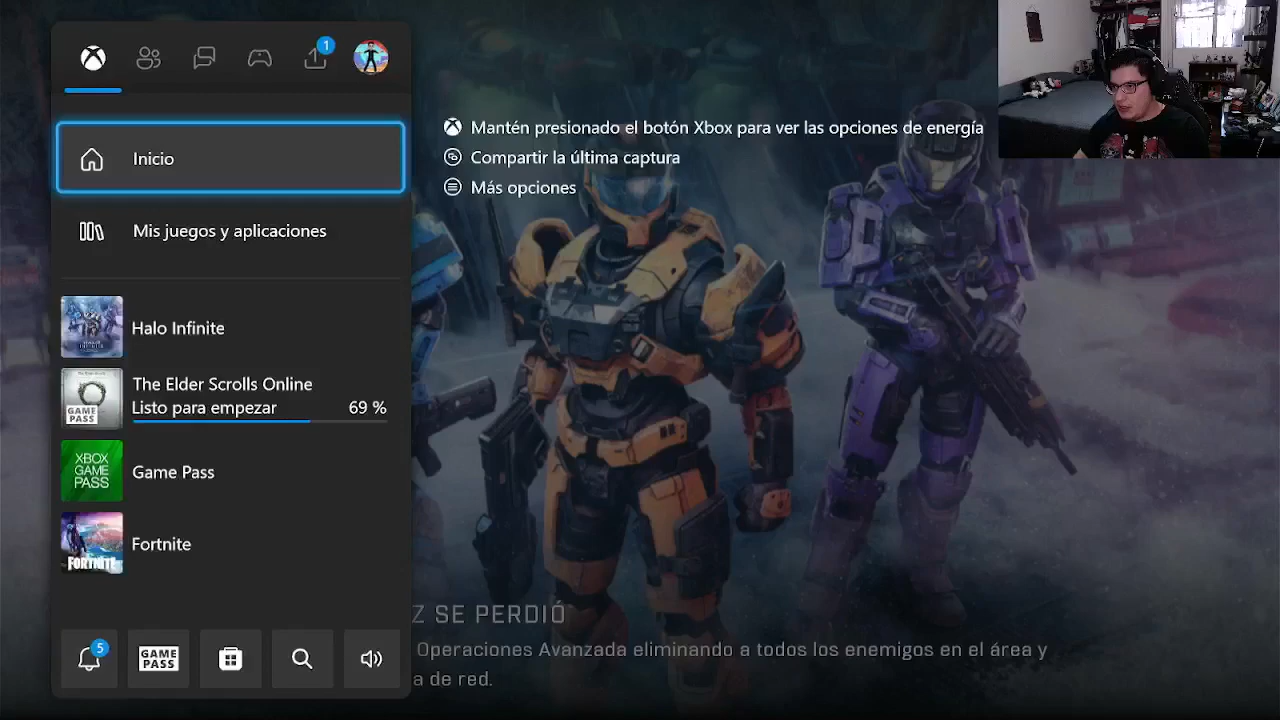 1
Inicio
Mantén presionado el botón Xbox para ver las opciones de energía
Compartir la última captura
Más opciones
Mis juegos y aplicaciones
Halo Infinite
The Elder Scrolls Online
Listo para empezar 69 %
GAME PASS
XBOX GAME PASS
Game Pass
Fortnite
FORTNITE
Z SE PERDIÓ
Operaciones Avanzada eliminando a todos los enemigos en el área y
a de red.
5
GAME PASS